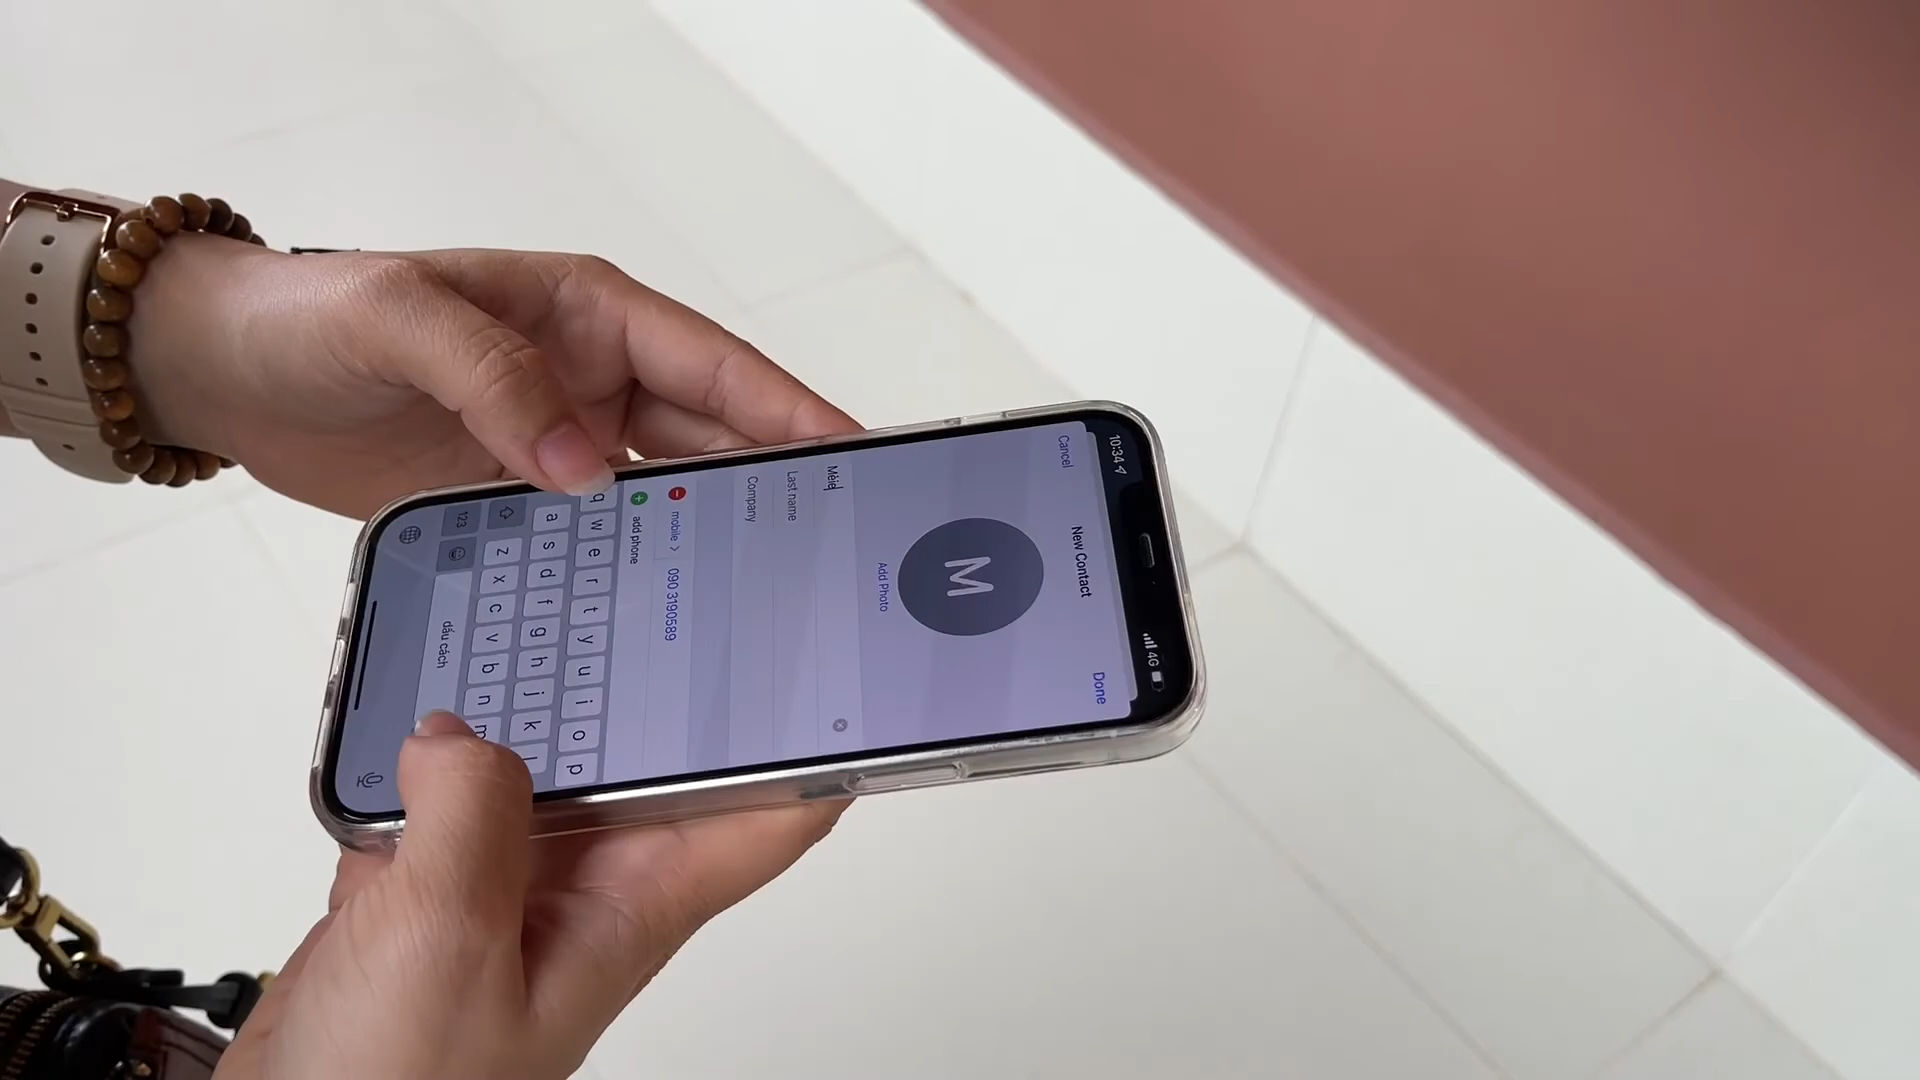 10:34
4G
Cancel
New Contact
Done
M
Add Photo
Mèie
Last name
Company
mobile
090 3190589
add phone
q w e r t y u i o p
a s d f g h j k l
z x c v b n m
123
dấu cách